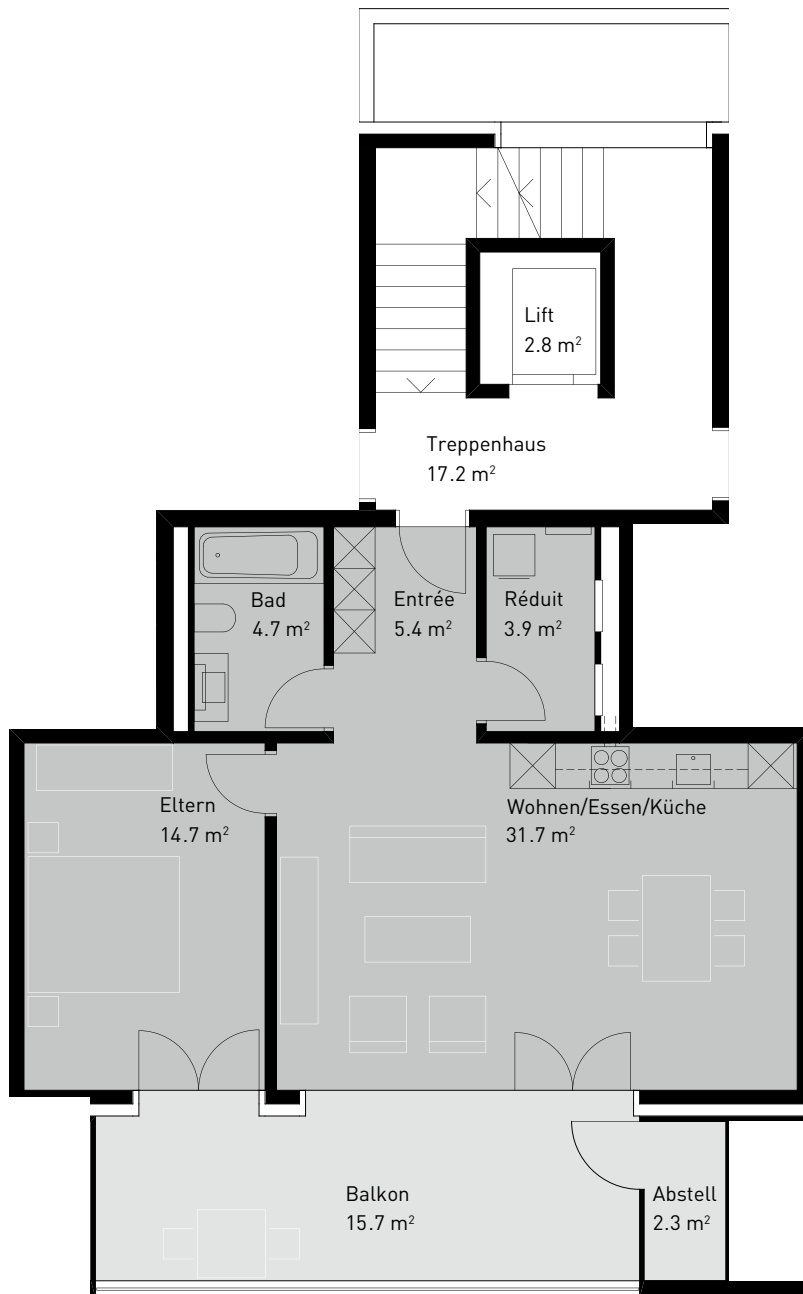 Lift
2.8 m²
Treppenhaus
17.2 m²
Bad
4.7 m²
Entrée
5.4 m²
Réduit
3.9 m²
Eltern
14.7 m²
Wohnen/Essen/Küche
31.7 m²
Balkon
15.7 m²
Abstell
2.3 m²